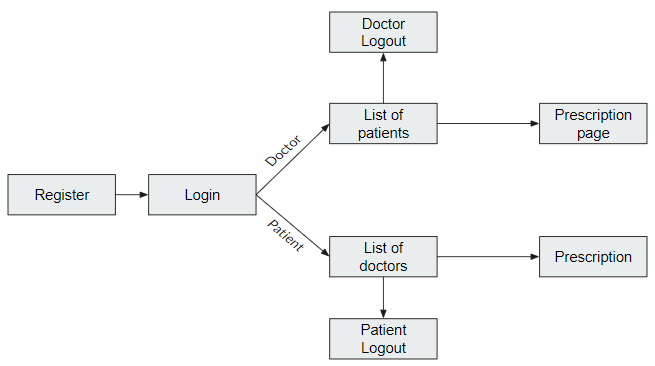 Doctor
Logout
List of
patients
Prescription
page
Doctor
Register
Login
Patient
List of
doctors
Prescription
Patient
Logout